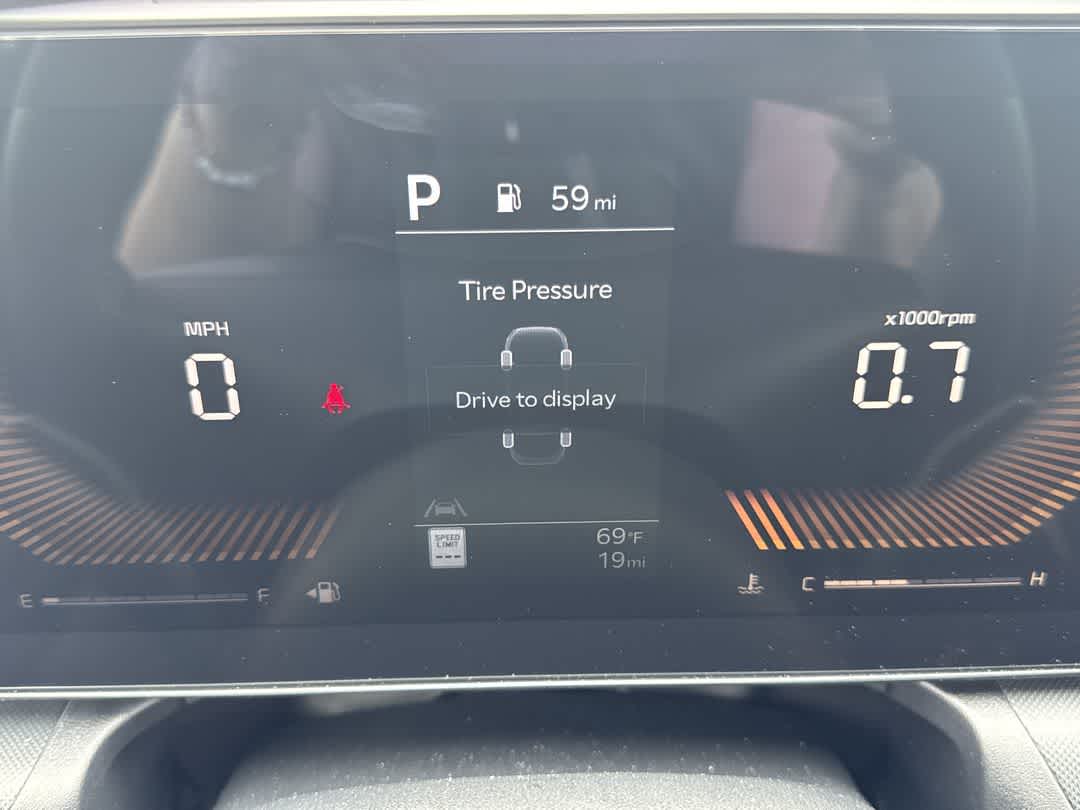 P 59 mi
Tire Pressure
MPH
x1000rpm
0
0.7
Drive to display
SPEED
LIMIT
---
69°F
19mi
E F
C H